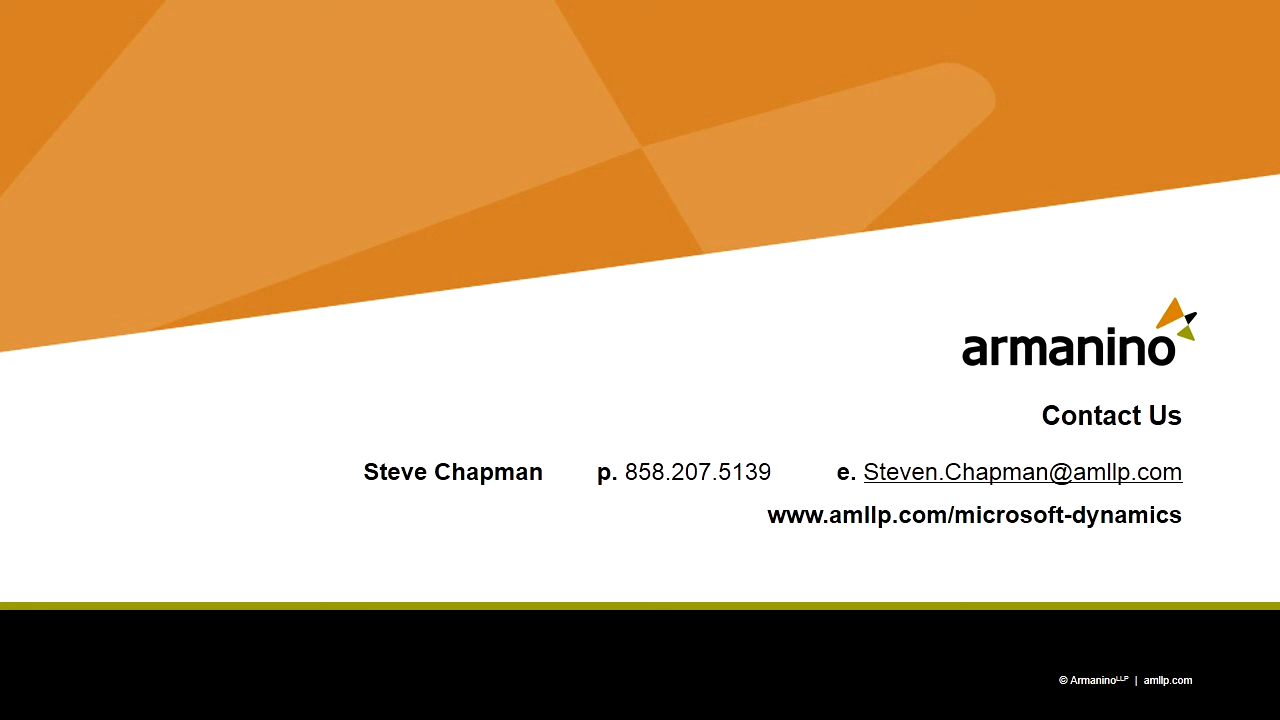 armanino
Contact Us
Steve Chapman p. 858.207.5139 e. Steven.Chapman@amllp.com
www.amllp.com/microsoft-dynamics
© ArmaninoLLP | amllp.com